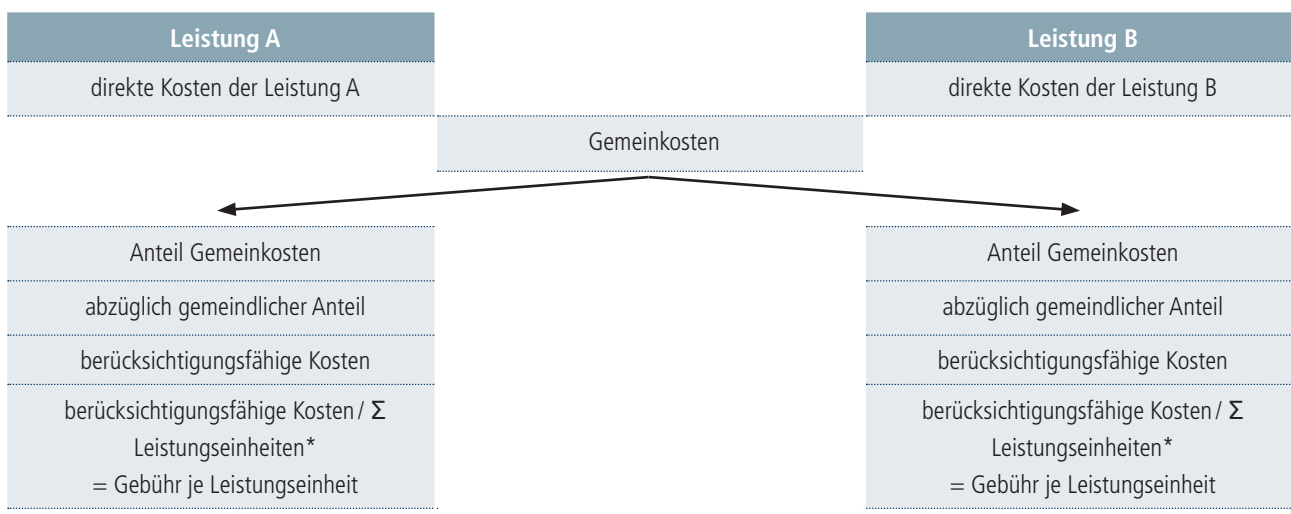 Leistung A
Leistung B
direkte Kosten der Leistung A
direkte Kosten der Leistung B
Gemeinkosten
Anteil Gemeinkosten
Anteil Gemeinkosten
abzüglich gemeindlicher Anteil
abzüglich gemeindlicher Anteil
berücksichtigungsfähige Kosten
berücksichtigungsfähige Kosten
berücksichtigungsfähige Kosten / Σ
Leistungseinheiten*
= Gebühr je Leistungseinheit
berücksichtigungsfähige Kosten / Σ
Leistungseinheiten*
= Gebühr je Leistungseinheit